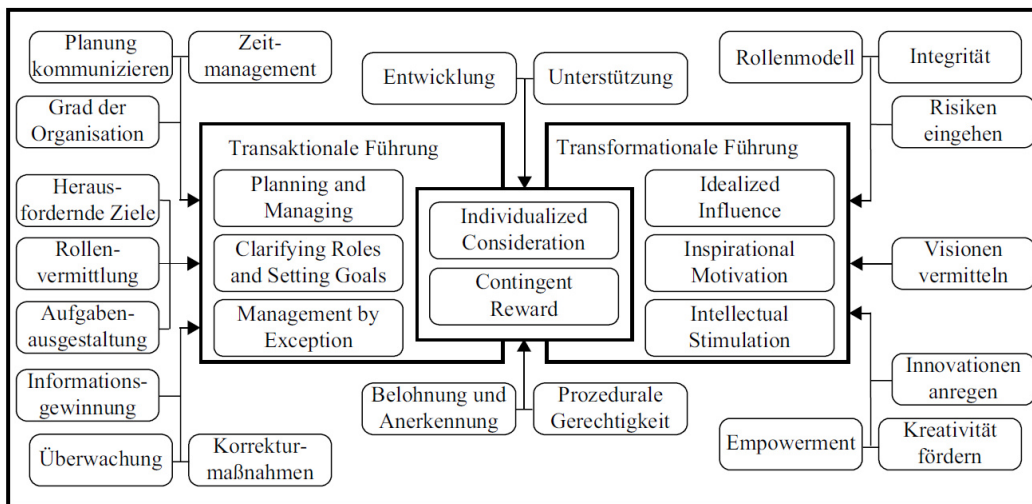 Planung
kommunizieren
Zeit-
management
Grad der
Organisation
Heraus-
fordernde Ziele
Rollen-
vermittlung
Aufgaben-
ausgestaltung
Informations-
gewinnung
Überwachung
Korrektur-
maßnahmen
Transaktionale Führung
Planning and
Managing
Clarifying Roles
and Setting Goals
Management by
Exception
Entwicklung
Unterstützung
Individualized
Consideration
Contingent
Reward
Belohnung und
Anerkennung
Prozedurale
Gerechtigkeit
Transformationale Führung
Idealized
Influence
Inspirational
Motivation
Intellectual
Stimulation
Rollenmodell
Integrität
Risiken
eingehen
Visionen
vermitteln
Innovationen
anregen
Empowerment
Kreativität
fördern